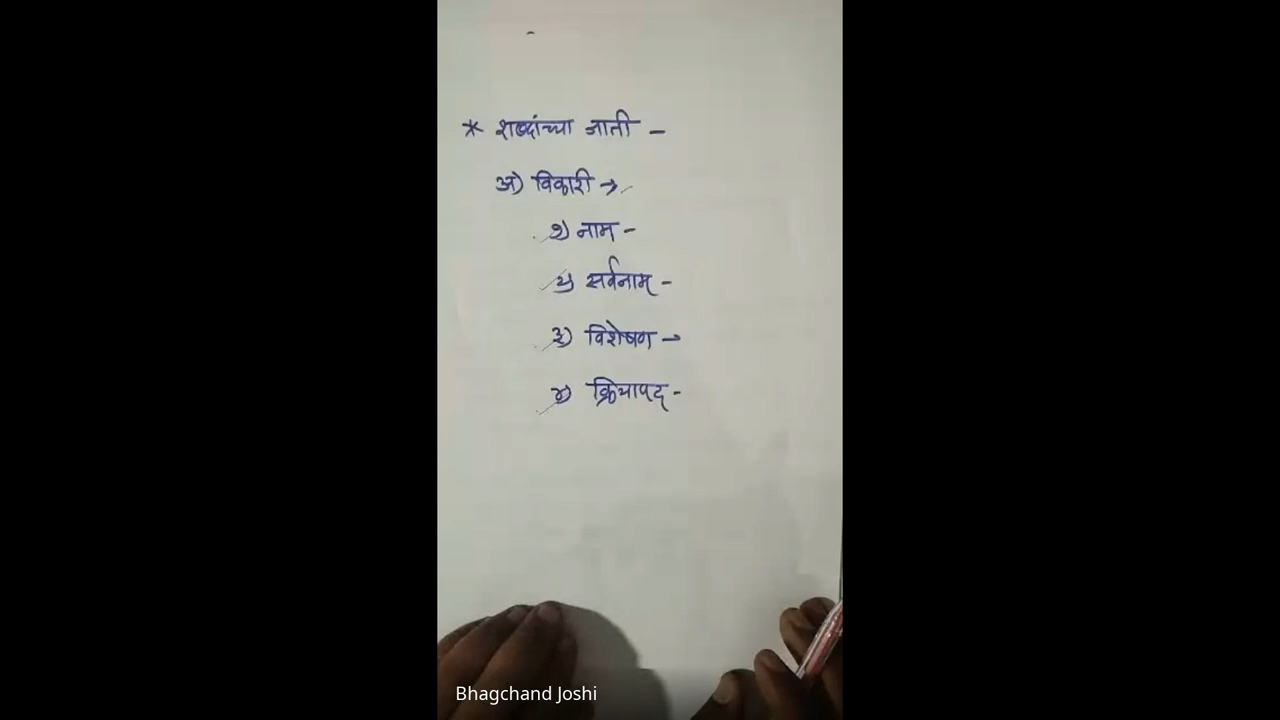 * शब्दांच्या जाती –
अ) विकारी →
१) नाम -
२) सर्वनाम -
३) विशेषण →
४) क्रियापद -
Bhagchand Joshi